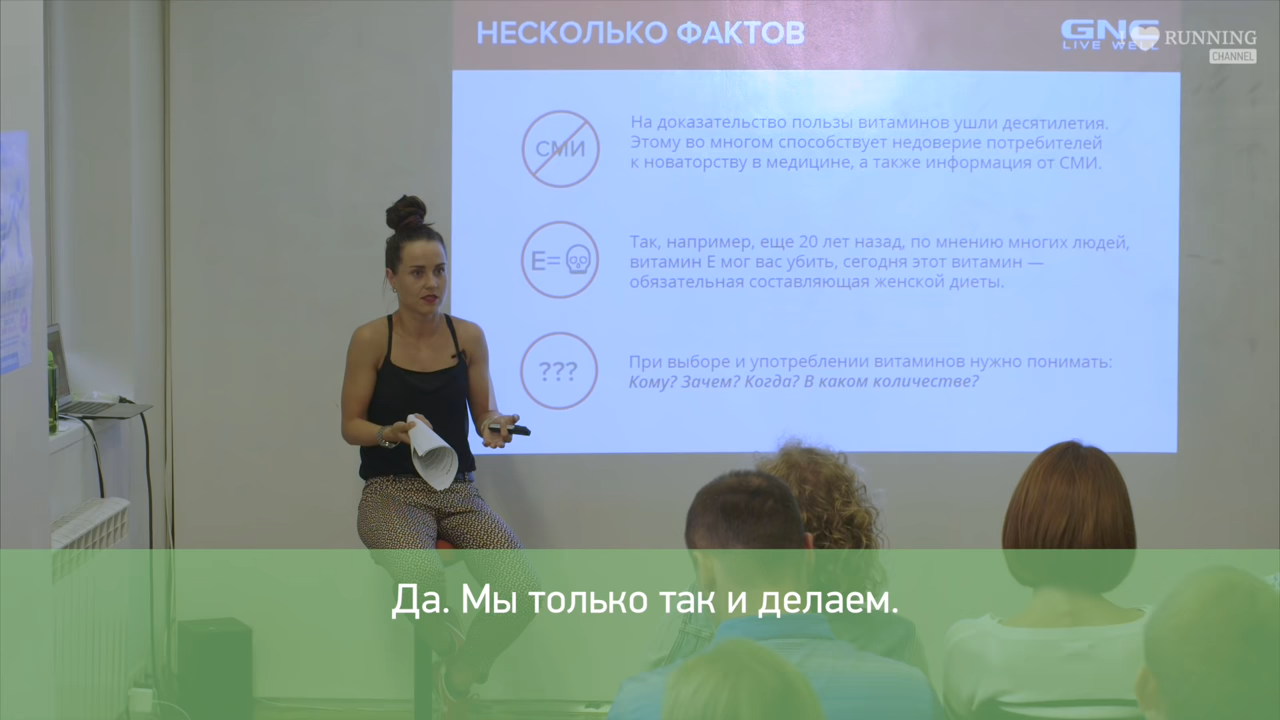 НЕСКОЛЬКО ФАКТОВ
GNC
LIVE WELL
I RUNNING
CHANNEL
СМИ
На доказательство пользы витаминов ушли десятилетия.
Этому во многом способствует недоверие потребителей
к новаторству в медицине, а также информация от СМИ.
E=
Так, например, еще 20 лет назад, по мнению многих людей,
витамин Е мог вас убить, сегодня этот витамин —
обязательная составляющая женской диеты.
???
При выборе и употреблении витаминов нужно понимать:
Кому? Зачем? Когда? В каком количестве?
Да. Мы только так и делаем.